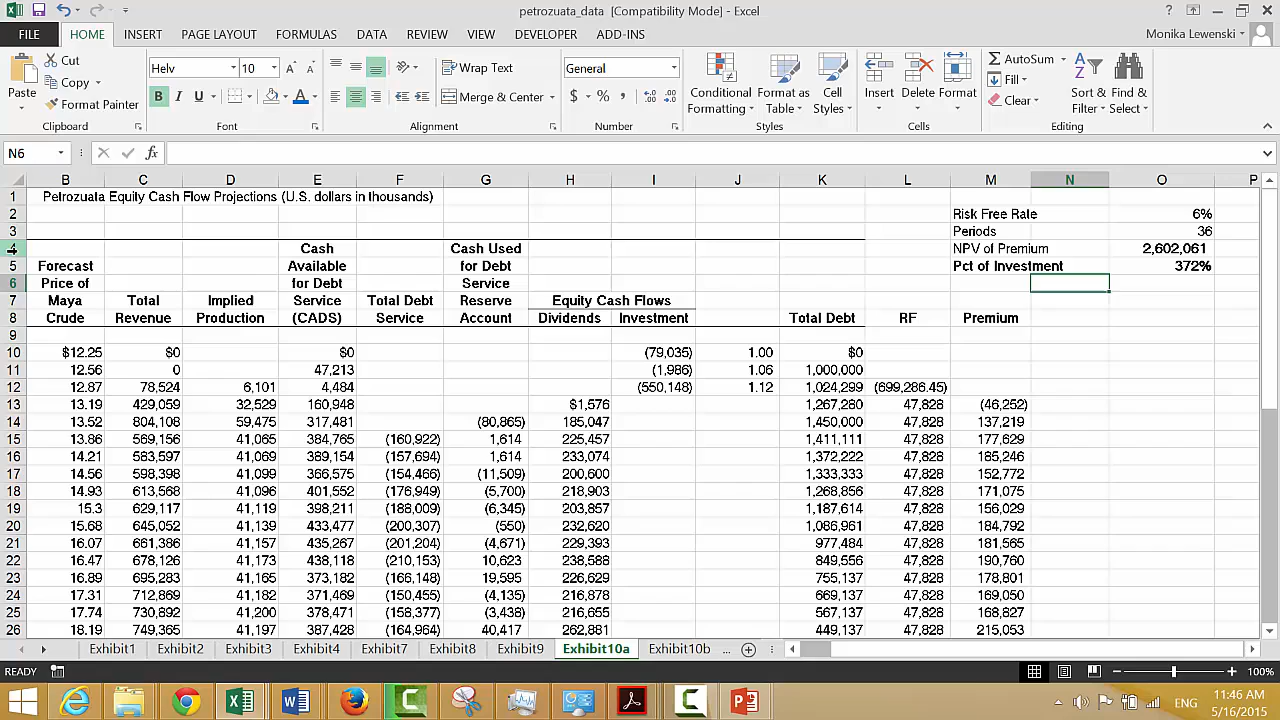 petrozuata_data [Compatibility Mode] - Excel
FILE HOME INSERT PAGE LAYOUT FORMULAS DATA REVIEW VIEW DEVELOPER ADD-INS Monika Lewenski
Paste Cut Copy Format Painter Clipboard
Helv 10 B I U A Font
Wrap Text Merge & Center Alignment
General $ % , Number
Conditional Formatting Format as Table Cell Styles Styles
Insert Delete Format Cells
AutoSum Fill Clear Sort & Filter Find & Select Editing
N6 fx
B C D E F G H I J K L M N O P
1 Petrozuata Equity Cash Flow Projections (U.S. dollars in thousands)
2 Risk Free Rate 6%
3 Periods 36
4 Cash Cash Used NPV of Premium 2,602,061
5 Forecast Available for Debt Pct of Investment 372%
6 Price of for Debt Service
7 Maya Total Implied Service Total Debt Reserve Equity Cash Flows
8 Crude Revenue Production (CADS) Service Account Dividends Investment Total Debt RF Premium
9
10 $12.25 $0 $0 (79,035) 1.00 $0
11 12.56 0 47,213 (1,986) 1.06 1,000,000
12 12.87 78,524 6,101 4,484 (550,148) 1.12 1,024,299 (699,286.45)
13 13.19 429,059 32,529 160,948 $1,576 1,267,280 47,828 (46,252)
14 13.52 804,108 59,475 317,481 (80,865) 185,047 1,450,000 47,828 137,219
15 13.86 569,156 41,065 384,765 (160,922) 1,614 225,457 1,411,111 47,828 177,629
16 14.21 583,597 41,069 389,154 (157,694) 1,614 233,074 1,372,222 47,828 185,246
17 14.56 598,398 41,099 366,575 (154,466) (11,509) 200,600 1,333,333 47,828 152,772
18 14.93 613,568 41,096 401,552 (176,949) (5,700) 218,903 1,268,856 47,828 171,075
19 15.3 629,117 41,119 398,211 (188,009) (6,345) 203,857 1,187,614 47,828 156,029
20 15.68 645,052 41,139 433,477 (200,307) (550) 232,620 1,086,961 47,828 184,792
21 16.07 661,386 41,157 435,267 (201,204) (4,671) 229,393 977,484 47,828 181,565
22 16.47 678,126 41,173 438,118 (210,153) 10,623 238,588 849,556 47,828 190,760
23 16.89 695,283 41,165 373,182 (166,148) 19,595 226,629 755,137 47,828 178,801
24 17.31 712,869 41,182 371,469 (150,455) (4,135) 216,878 669,137 47,828 169,050
25 17.74 730,892 41,200 378,471 (158,377) (3,438) 216,655 567,137 47,828 168,827
26 18.19 749,365 41,197 387,428 (164,964) 40,417 262,881 449,137 47,828 215,053
Exhibit1 Exhibit2 Exhibit3 Exhibit4 Exhibit7 Exhibit8 Exhibit9 Exhibit10a Exhibit10b ...
READY 100%
ENG 11:46 AM
5/16/2015